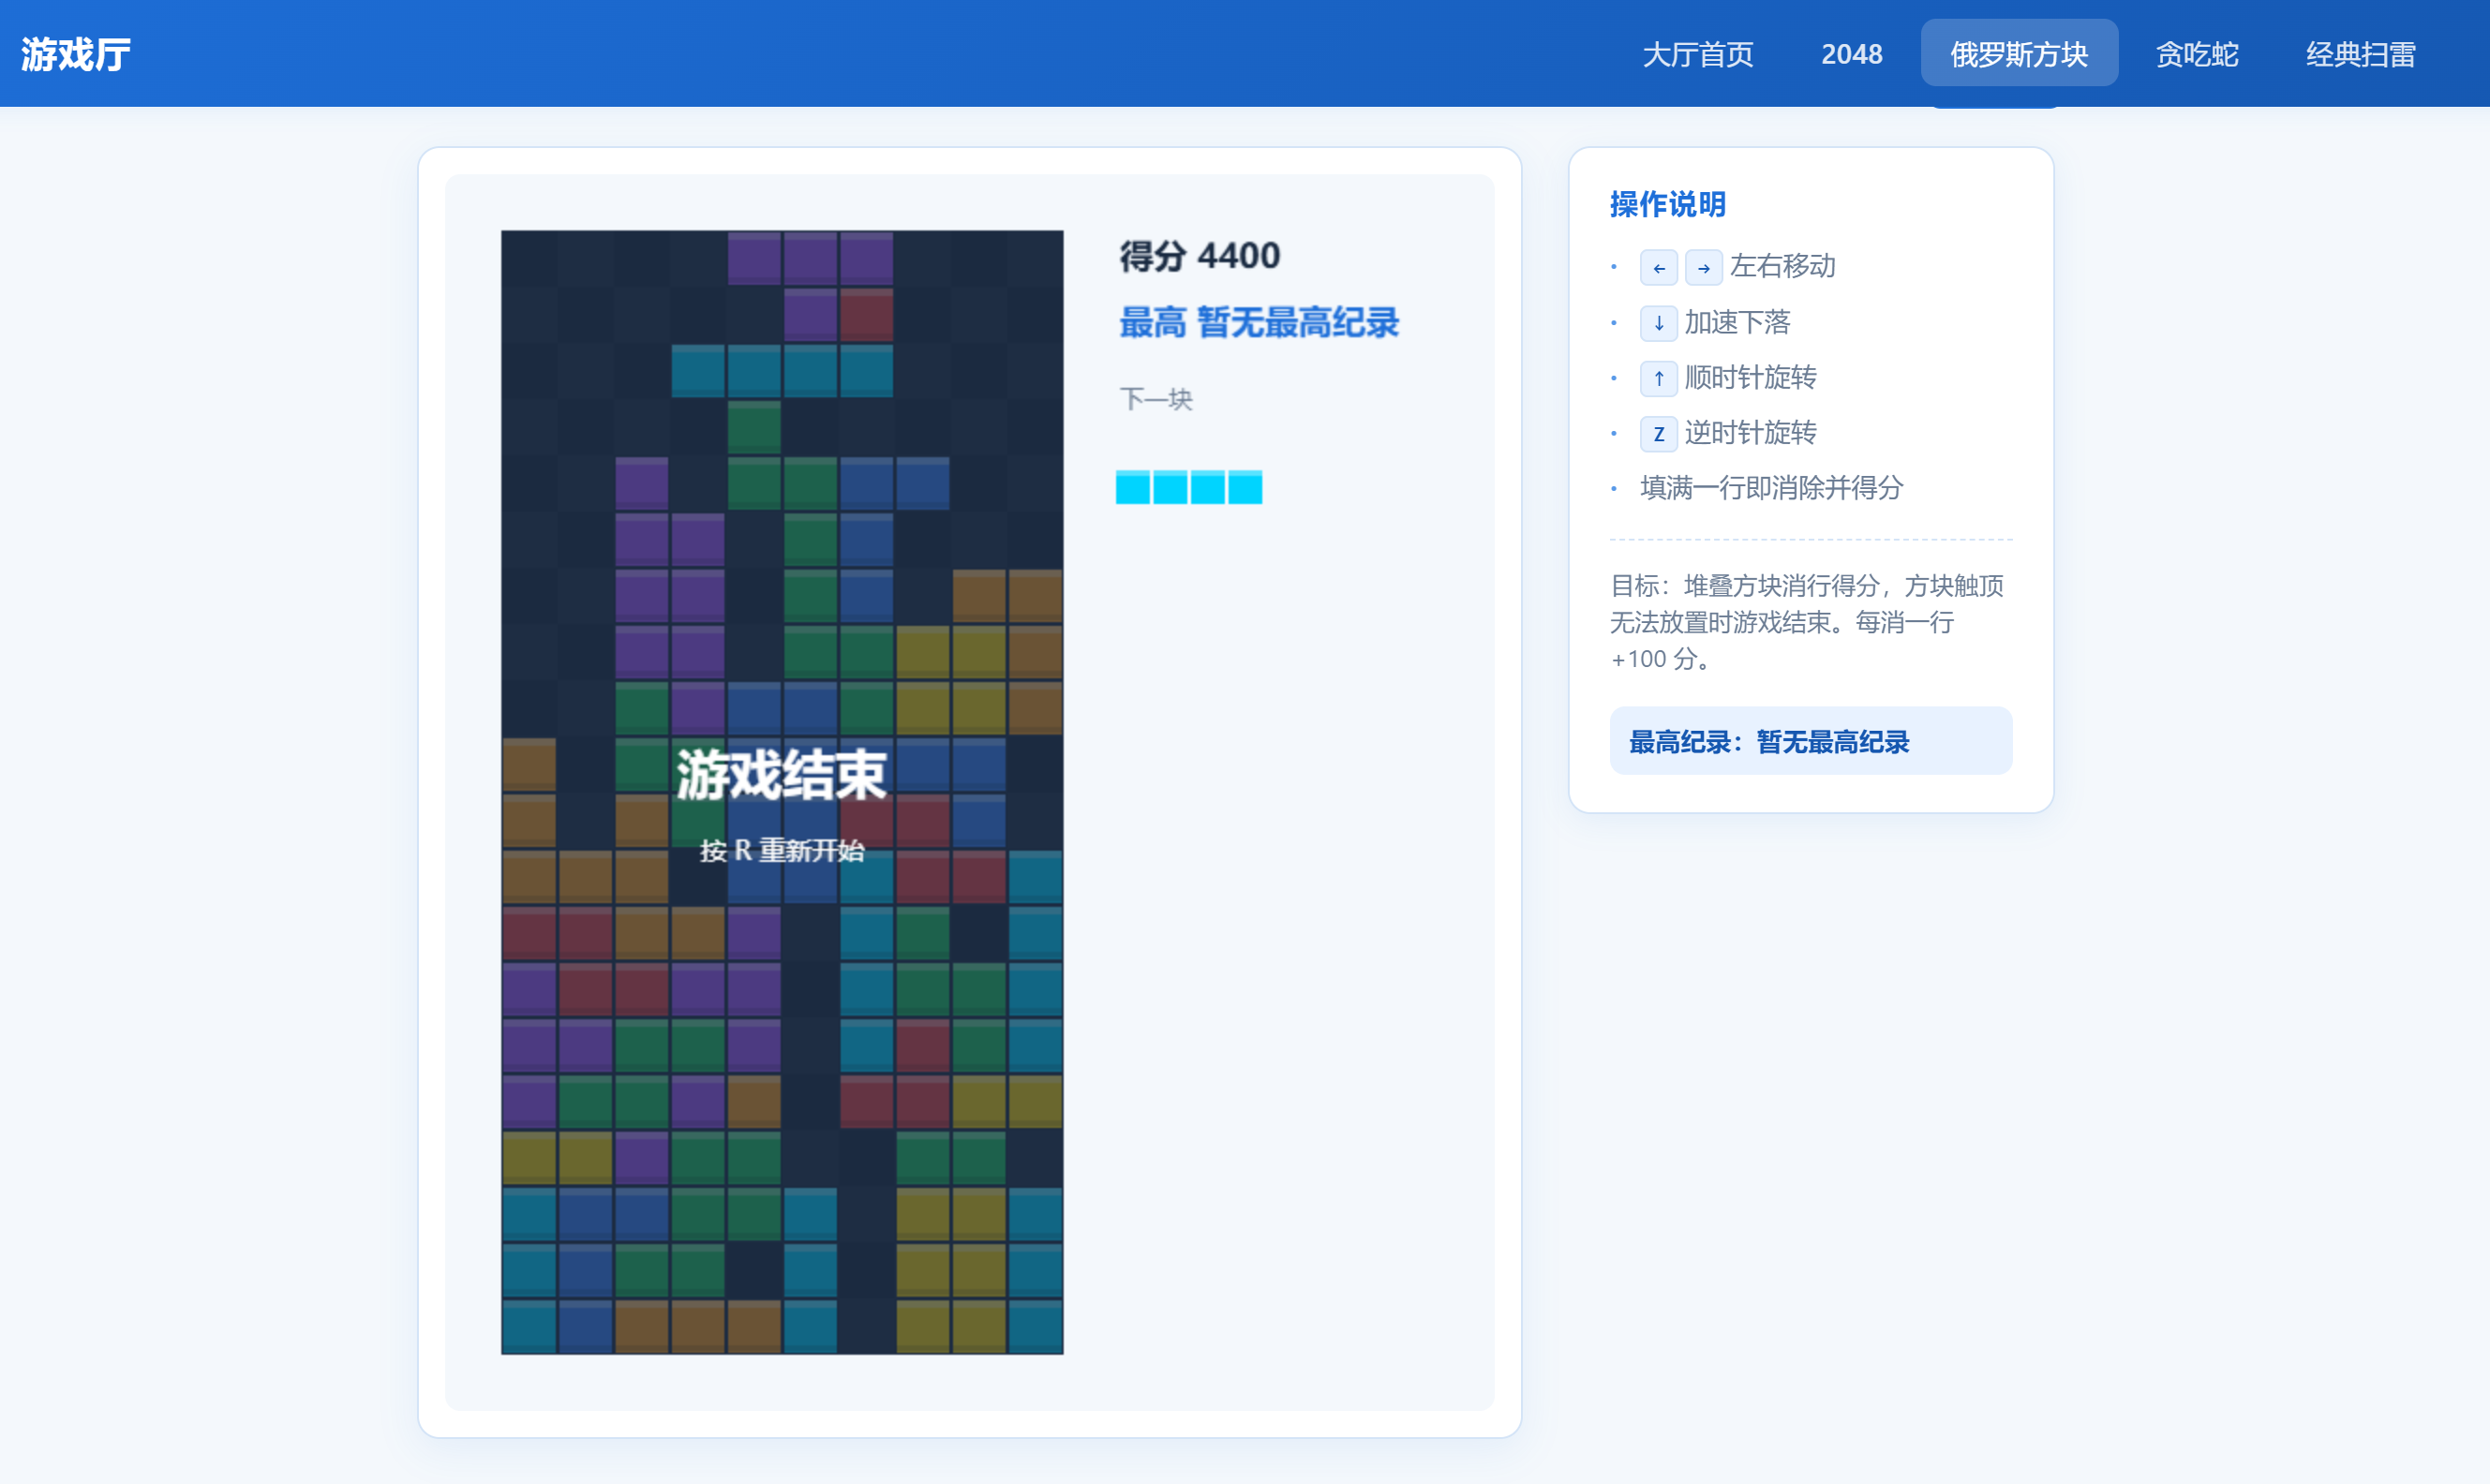 游戏厅
大厅首页
2048
俄罗斯方块
贪吃蛇
经典扫雷
得分 4400
最高 暂无最高纪录
下一块
游戏结束
按 R 重新开始
操作说明
← → 左右移动
↓ 加速下落
↑ 顺时针旋转
Z 逆时针旋转
填满一行即消除并得分
目标：堆叠方块消行得分，方块触顶
无法放置时游戏结束。每消一行
+100 分。
最高纪录：暂无最高纪录